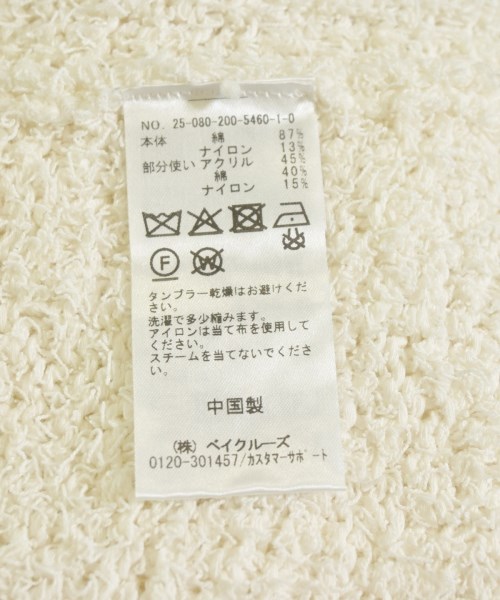 NO. 25-080-200-5460-1-0
本体 綿 87%
ナイロン 13%
部分使い アクリル 45%
綿 40%
ナイロン 15%
F
W
タンブラー乾燥はお避けくだ
さい。
洗濯で多少縮みます。
アイロンは当て布を使用して
ください。
スチームを当てないでくださ
い。
中国製
(株) ベイクルーズ
0120-301457/カスタマーサポート